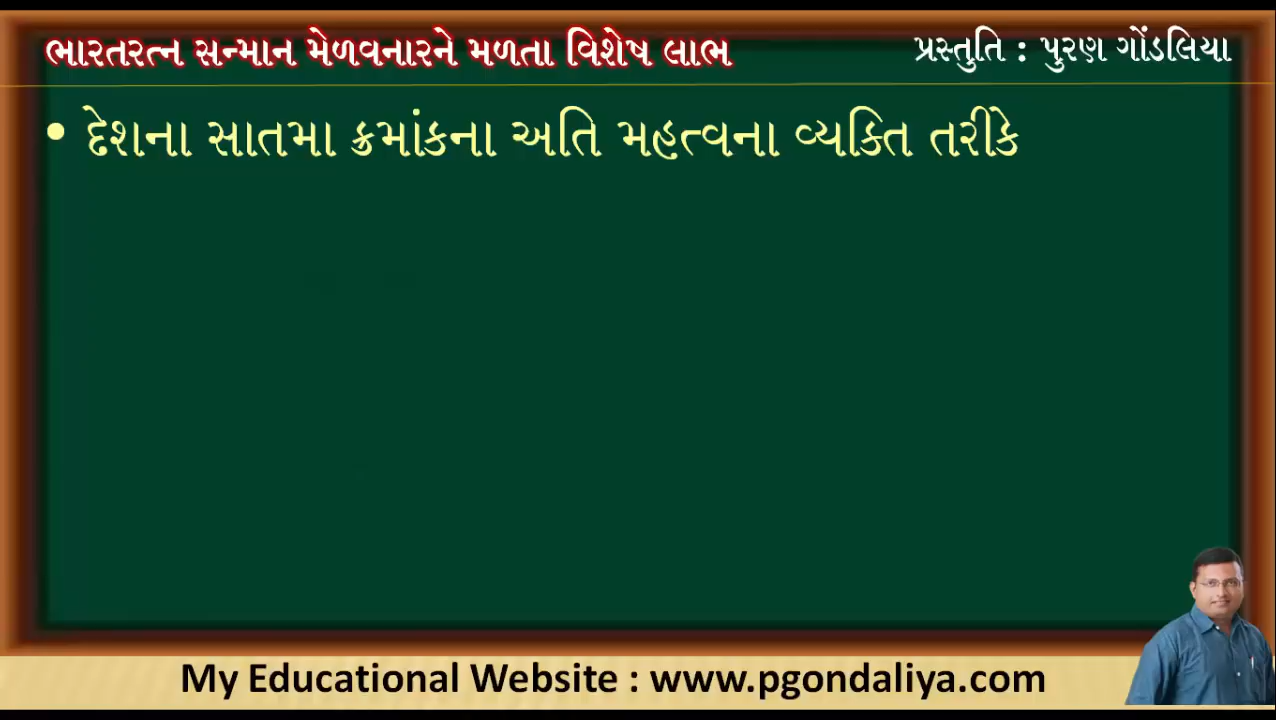 ભારતરત્ન સન્માન મેળવનારને મળતા વિશેષ લાભ
પ્રસ્તુતિ : પુરણ ગોંડલિયા
• દેશના સાતમા ક્રમાંકના અતિ મહત્વના વ્યક્તિ તરીકે
My Educational Website : www.pgondaliya.com